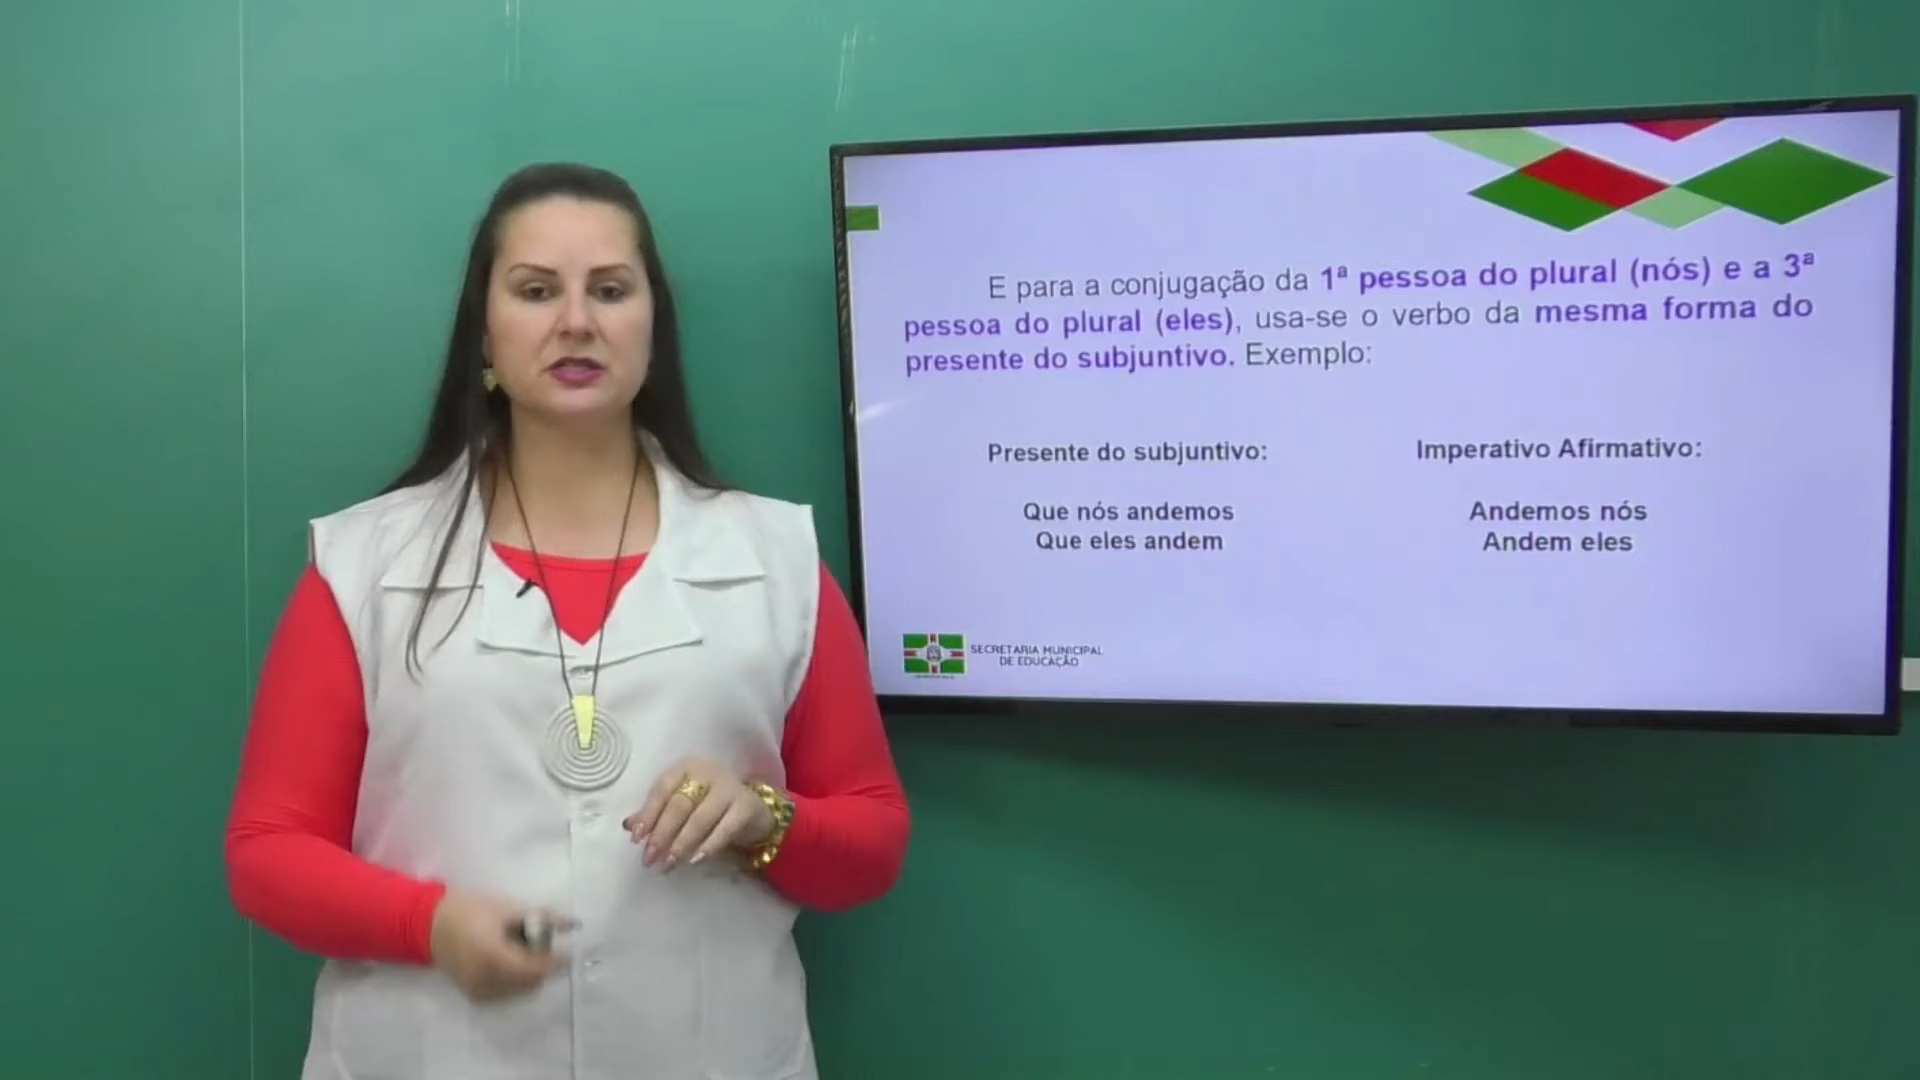 E para a conjugação da 1ª pessoa do plural (nós) e a 3ª
pessoa do plural (eles), usa-se o verbo da mesma forma do
presente do subjuntivo. Exemplo:
Presente do subjuntivo:
Que nós andemos
Que eles andem
Imperativo Afirmativo:
Andemos nós
Andem eles
SECRETARIA MUNICIPAL
DE EDUCAÇÃO